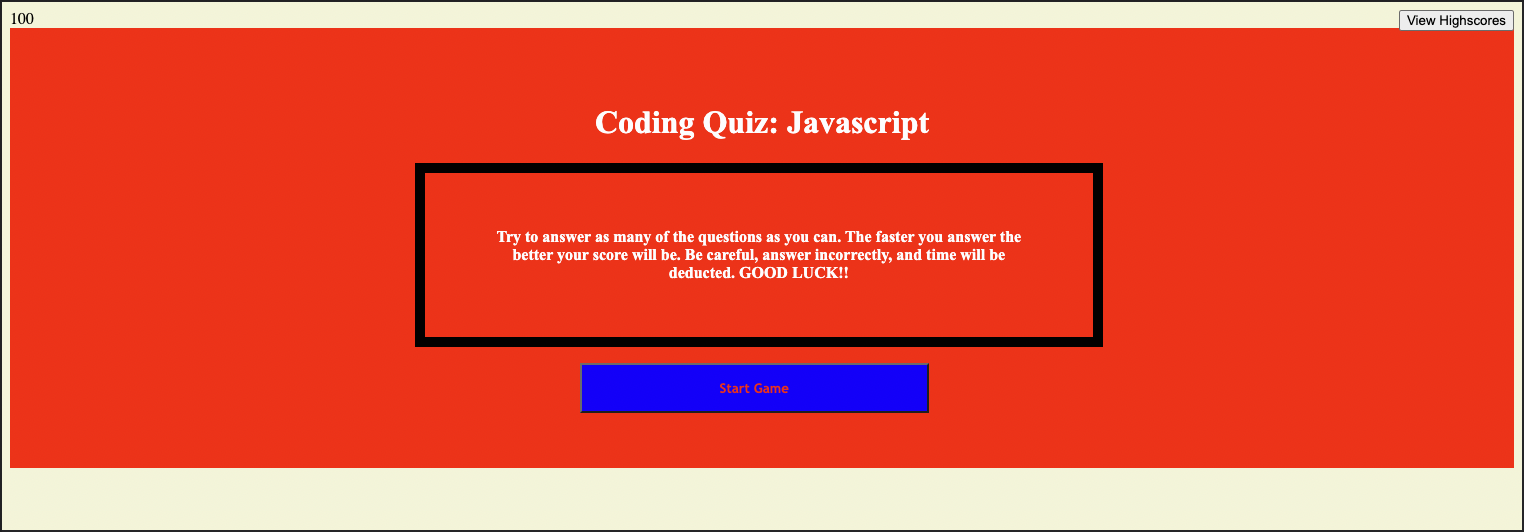 100
View Highscores
Coding Quiz: Javascript
Try to answer as many of the questions as you can. The faster you answer the
better your score will be. Be careful, answer incorrectly, and time will be
deducted. GOOD LUCK!!
Start Game